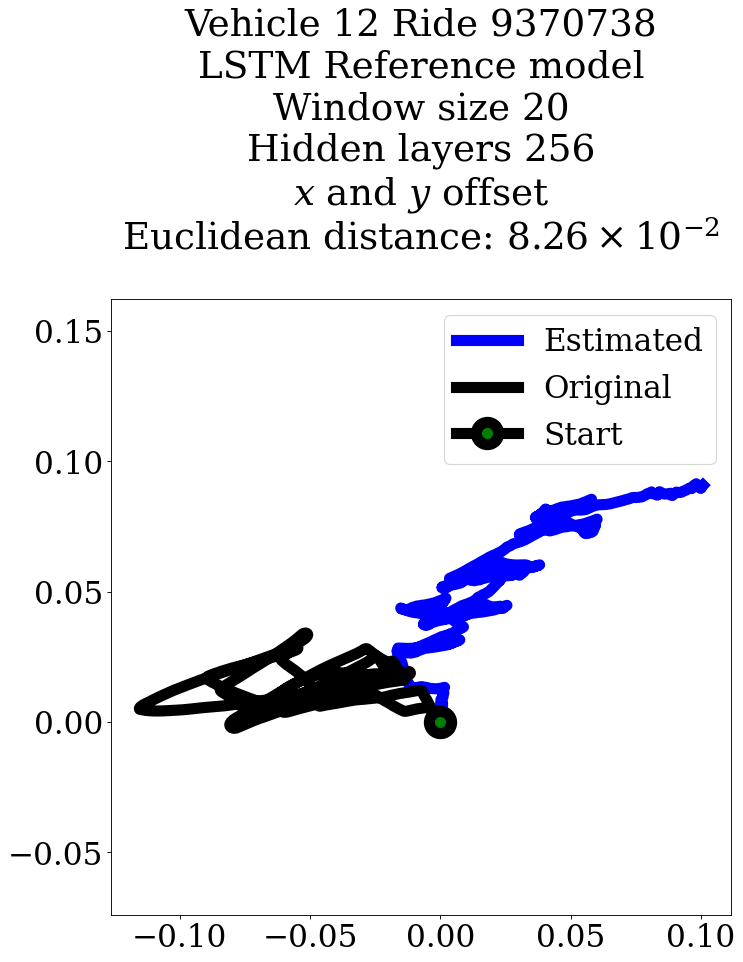 Vehicle 12 Ride 9370738
LSTM Reference model
Window size 20
Hidden layers 256
x and y offset
Euclidean distance: 8.26 × 10⁻²
Estimated
Original
Start
0.15
0.10
0.05
0.00
−0.05
−0.10 −0.05 0.00 0.05 0.10